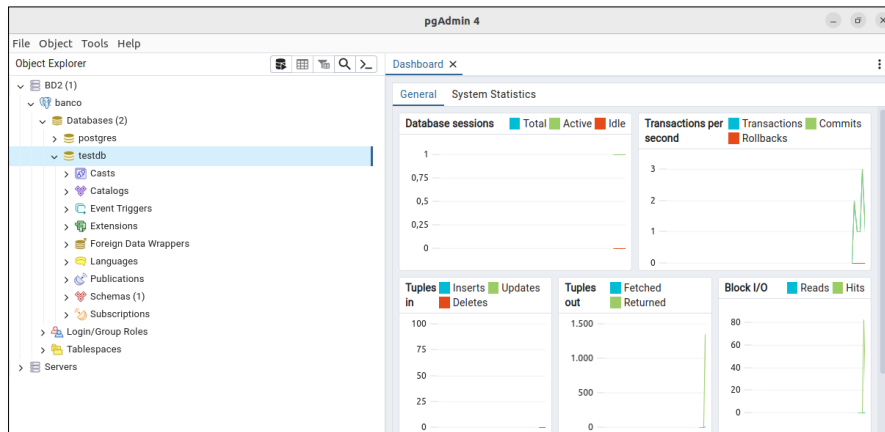 pgAdmin 4
File Object Tools Help
Object Explorer
BD2 (1)
banco
Databases (2)
postgres
testdb
Casts
Catalogs
Event Triggers
Extensions
Foreign Data Wrappers
Languages
Publications
Schemas (1)
Subscriptions
Login/Group Roles
Tablespaces
Servers
Dashboard
General System Statistics
Database sessions Total Active Idle
1
0,75
0,5
0,25
0
Transactions per second Transactions Commits
Rollbacks
3
2
1
0
Tuples in Inserts Updates
Deletes
100
75
50
25
0
Tuples out Fetched
Returned
1.500
1.000
500
0
Block I/O Reads Hits
80
60
40
20
0